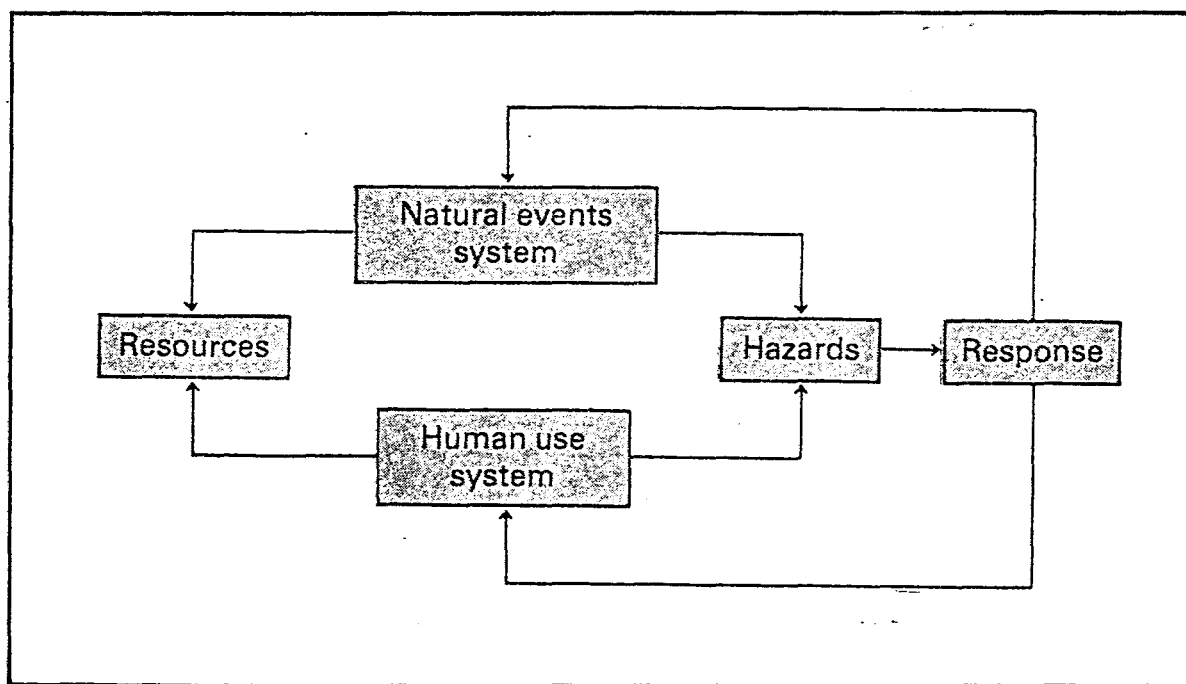 Natural events
system
Resources
Hazards
Response
Human use
system